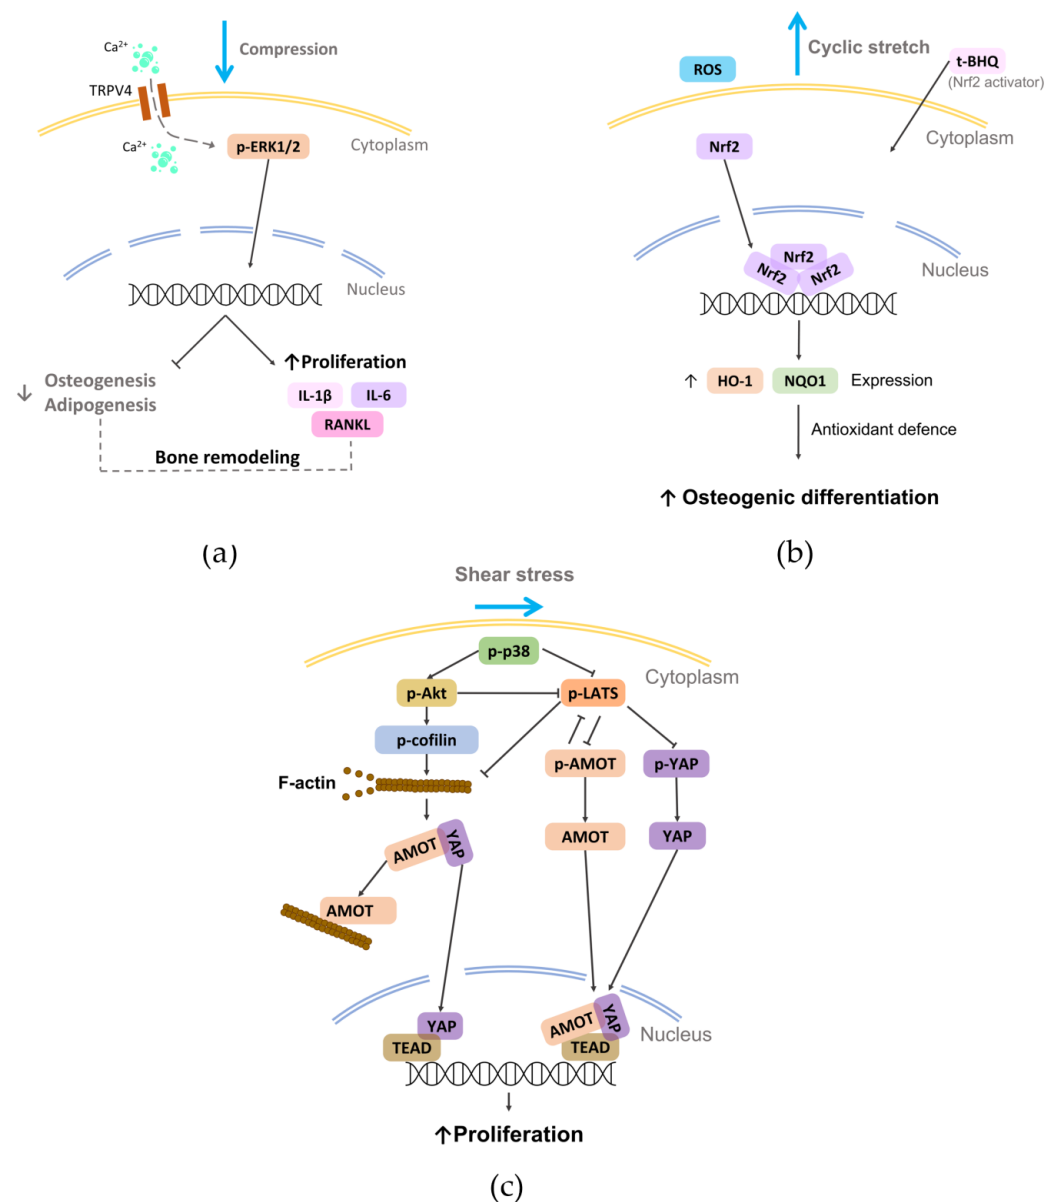 Compression
Ca2+
TRPV4
Ca2+
p-ERK1/2
Cytoplasm
Nucleus
↑Proliferation
↓ Osteogenesis
Adipogenesis
IL-1β
IL-6
RANKL
Bone remodeling
(a)
Cyclic stretch
ROS
t-BHQ
(Nrf2 activator)
Cytoplasm
Nrf2
Nucleus
Nrf2
Nrf2
Nrf2
↑ HO-1 NQO1 Expression
Antioxidant defence
↑ Osteogenic differentiation
(b)
Shear stress
p-p38
Cytoplasm
p-Akt
p-LATS
p-cofilin
p-AMOT
p-YAP
F-actin
AMOT
YAP
AMOT
YAP
AMOT
YAP
TEAD
AMOT
YAP
TEAD
Nucleus
↑Proliferation
(c)